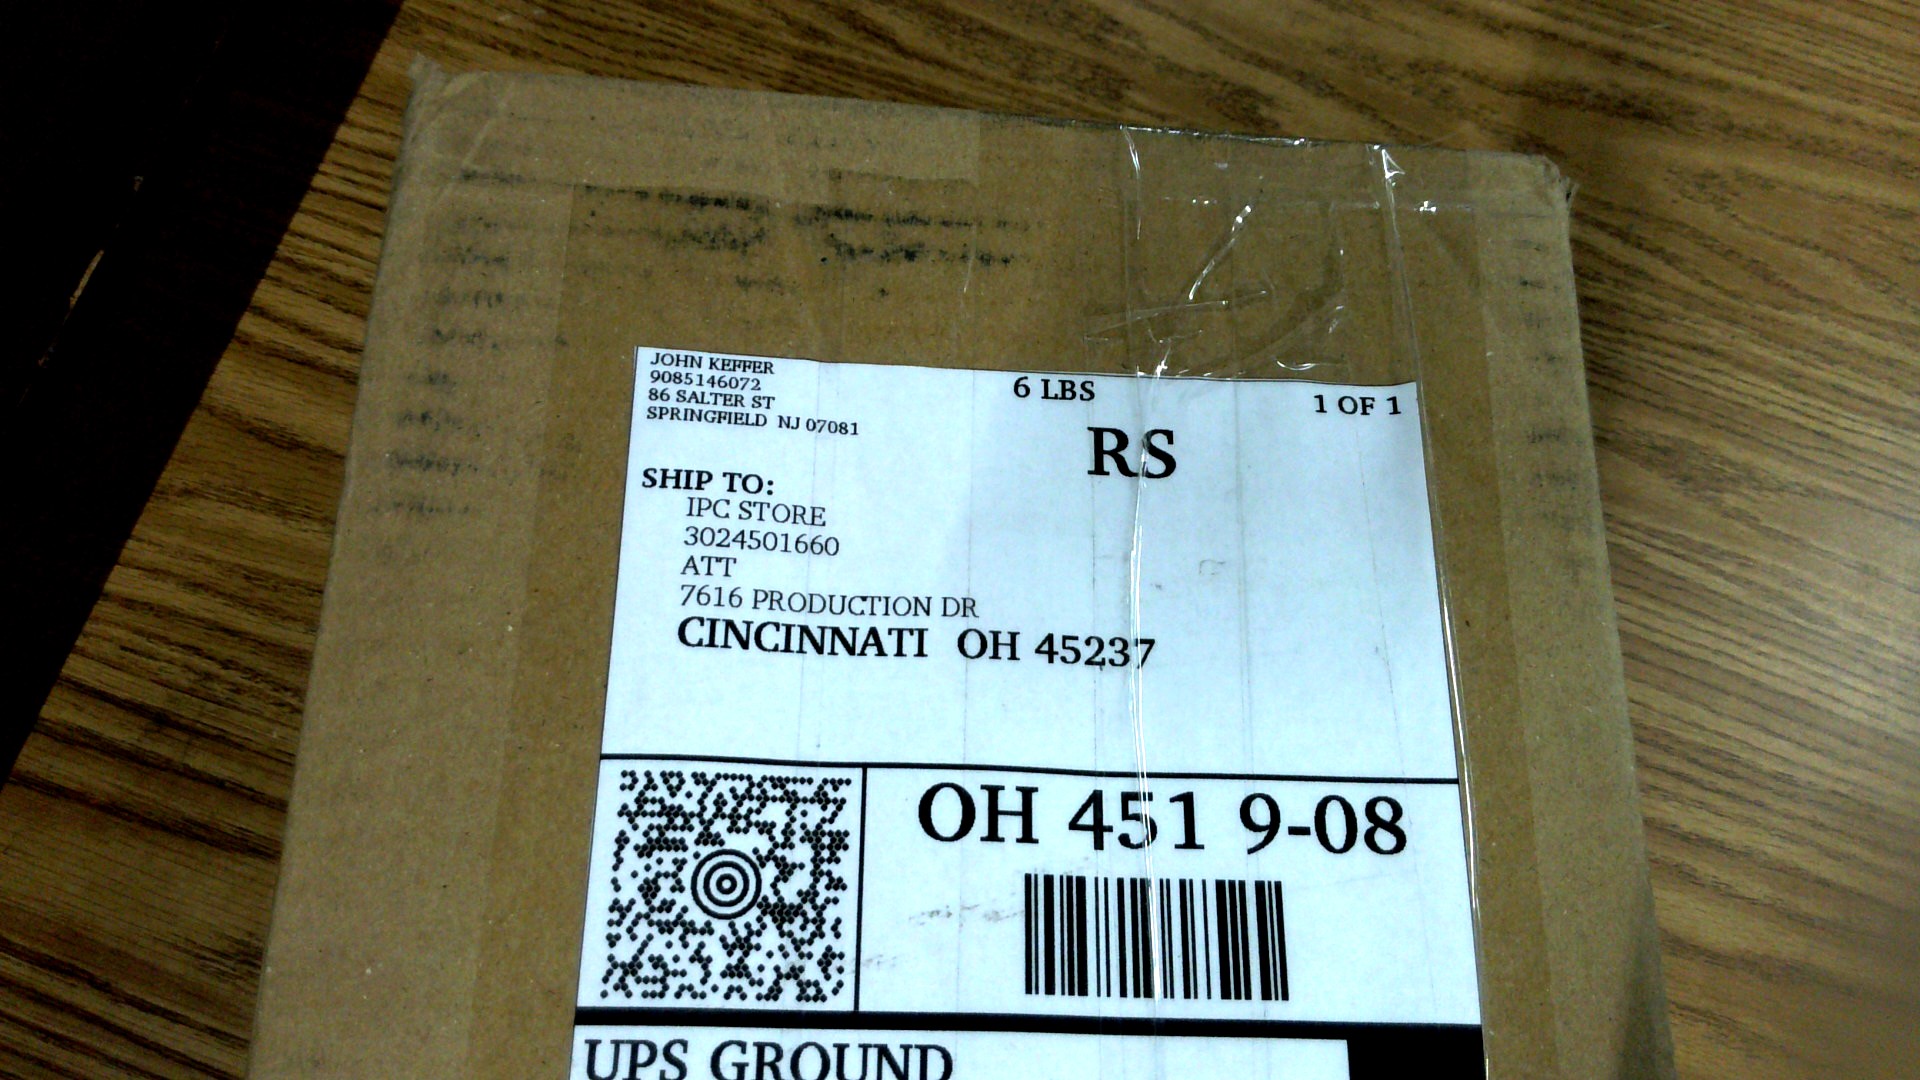 JOHN KEFFER
9085146072
86 SALTER ST
SPRINGFIELD NJ 07081
6 LBS
1 OF 1
RS
SHIP TO:
IPC STORE
3024501660
ATT
7616 PRODUCTION DR
CINCINNATI OH 45237
OH 451 9-08
UPS GROUND